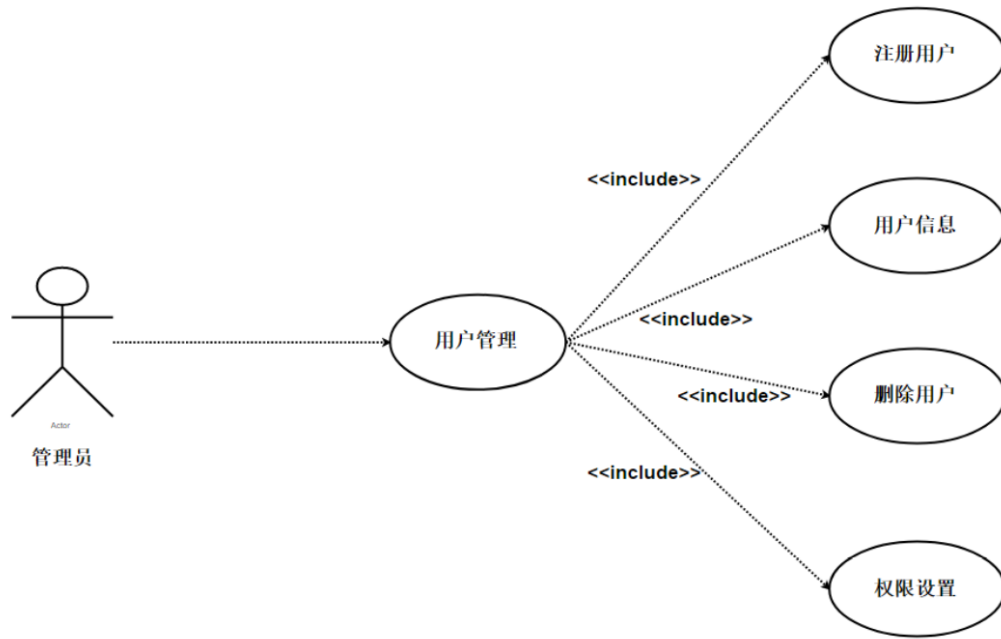 注册用户
<<include>>
用户信息
<<include>>
用户管理
<<include>>
删除用户
Actor
管理员
<<include>>
权限设置